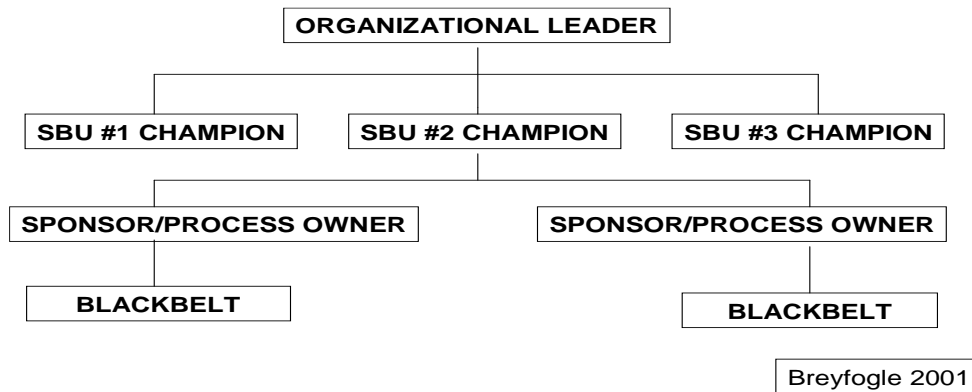 ORGANIZATIONAL LEADER
SBU #1 CHAMPION
SBU #2 CHAMPION
SBU #3 CHAMPION
SPONSOR/PROCESS OWNER
SPONSOR/PROCESS OWNER
BLACKBELT
BLACKBELT
Breyfogle 2001